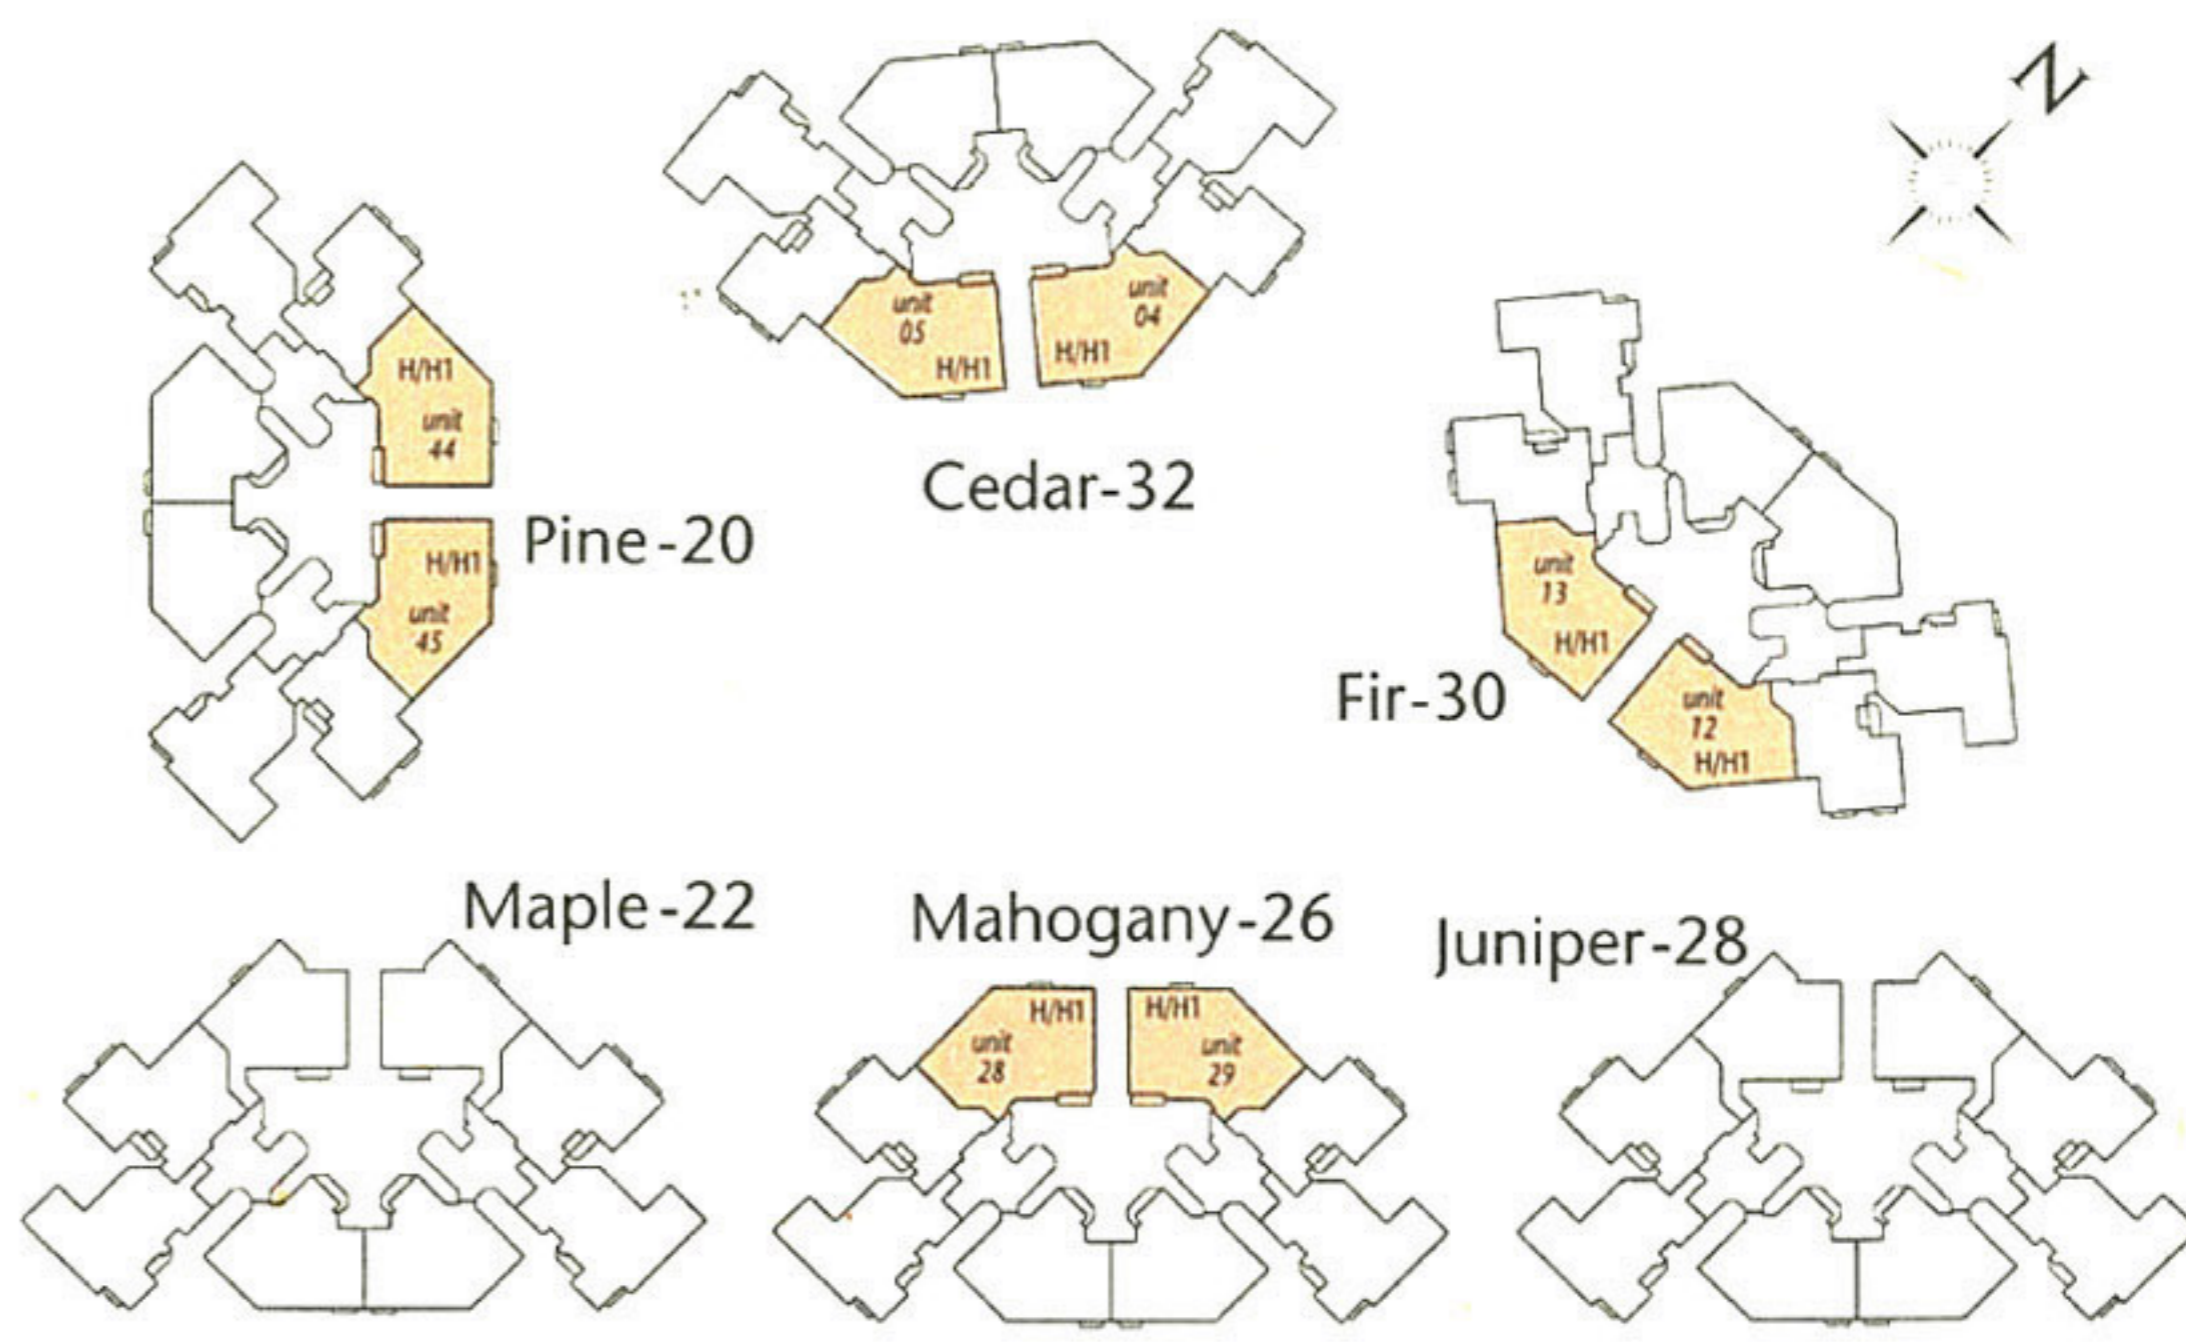 N
unit
05
H/H1
unit
04
H/H1
H/H1
unit
44
Cedar-32
Pine-20
H/H1
unit
45
unit
13
H/H1
Fir-30
unit
12
H/H1
Maple-22
Mahogany-26
Juniper-28
H/H1
unit
28
H/H1
unit
29